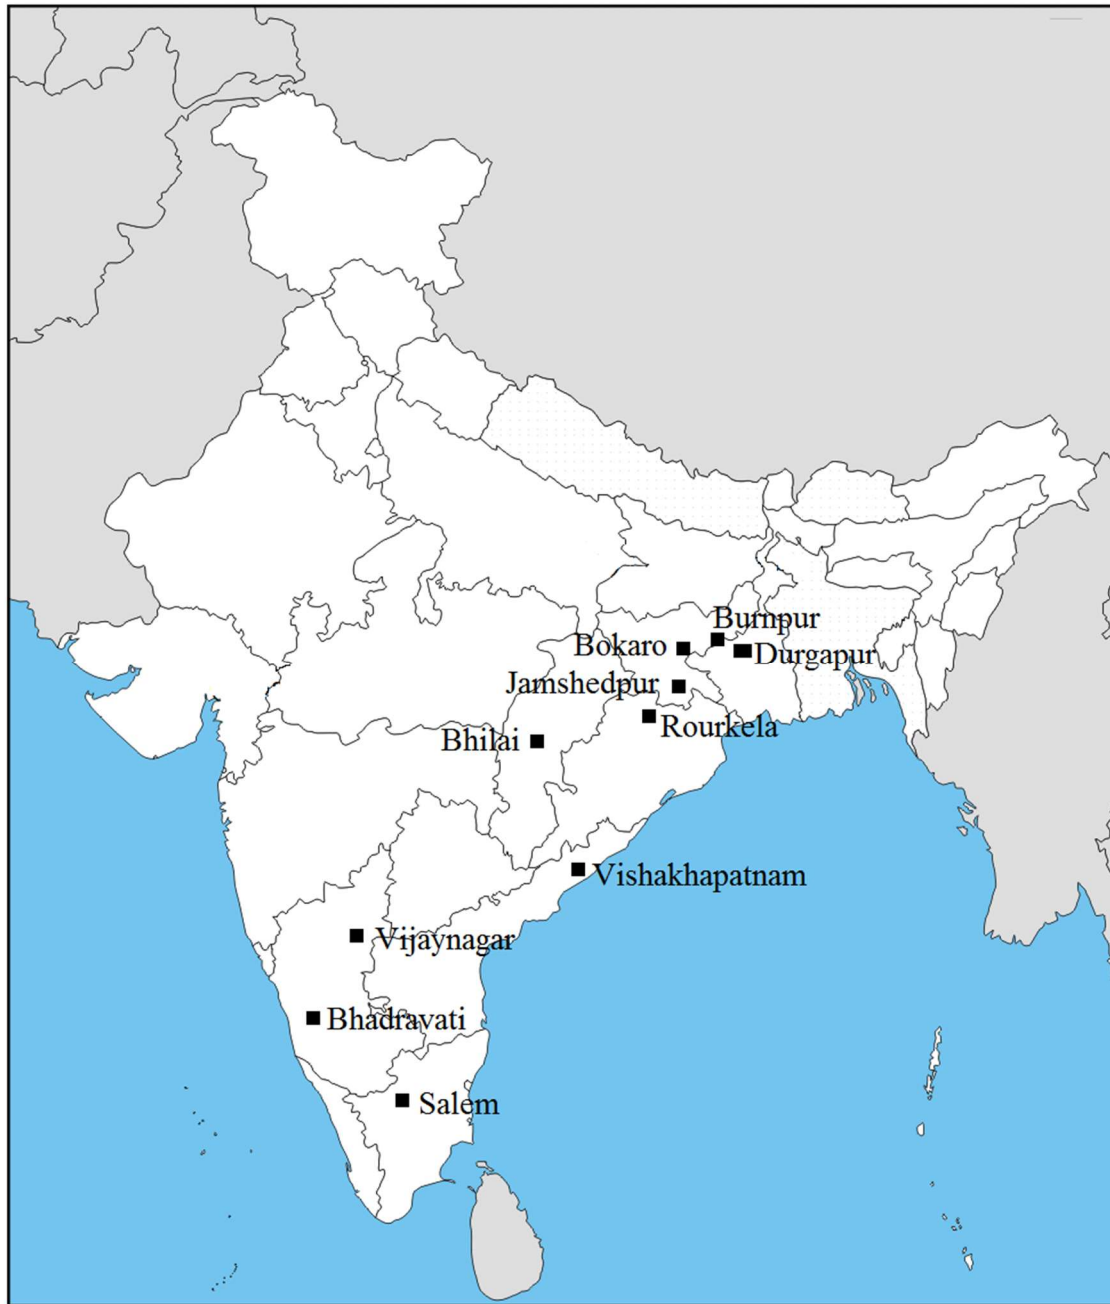 Burnpur
Bokaro
Durgapur
Jamshedpur
Rourkela
Bhilai
Vishakhapatnam
Vijaynagar
Bhadravati
Salem